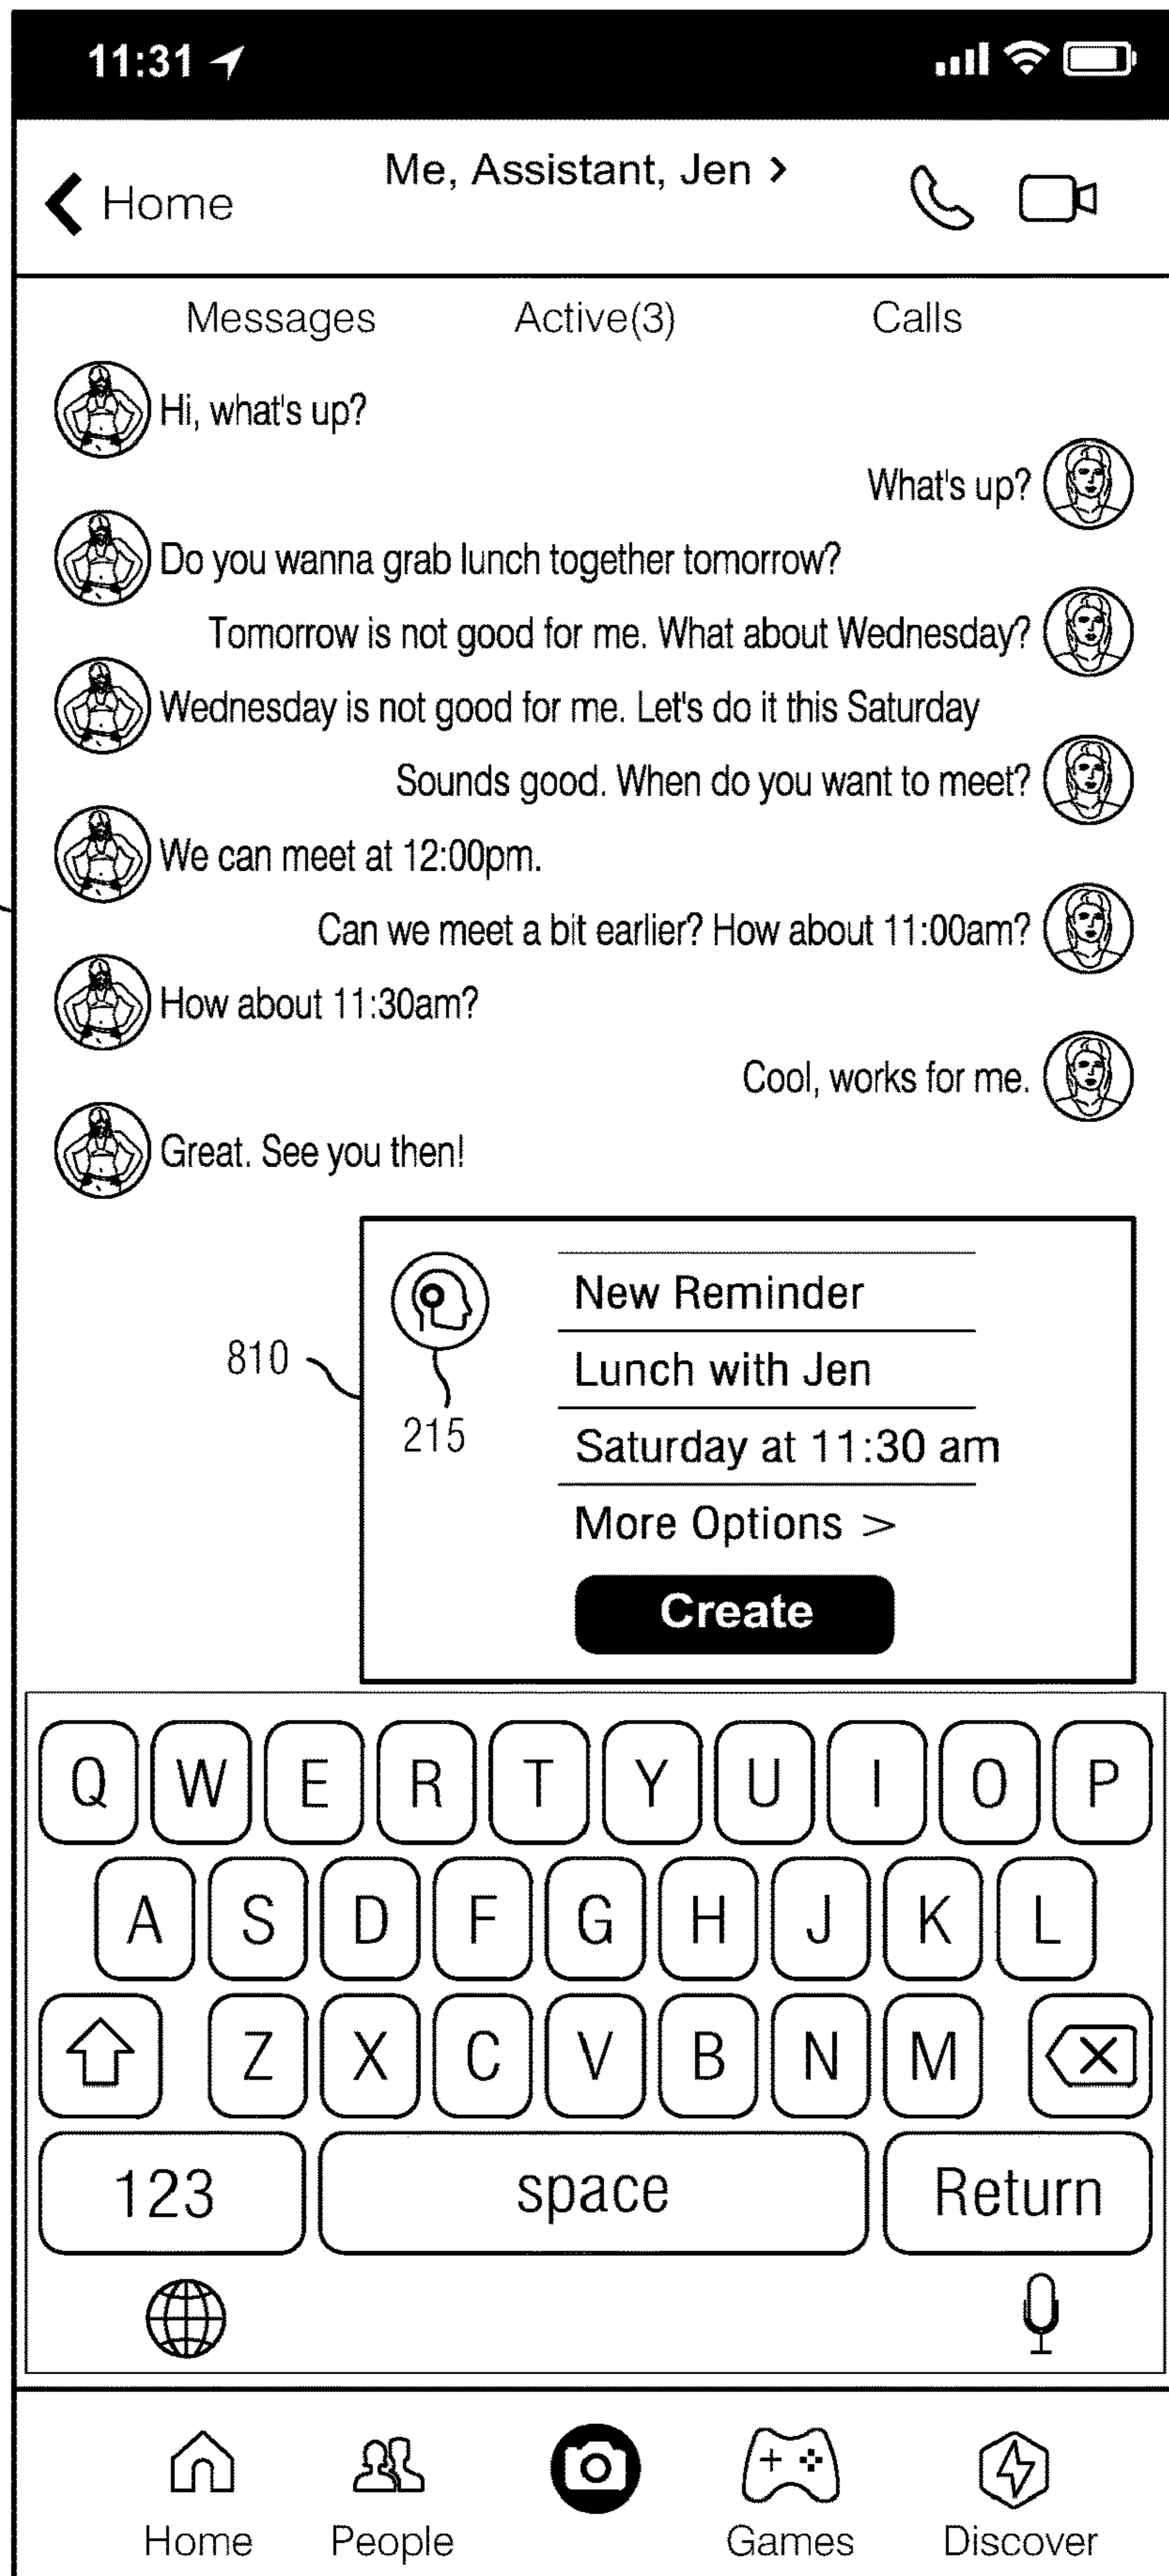 11:31
Me, Assistant, Jen >
Home
Messages Active(3) Calls
Hi, what's up?
What's up?
Do you wanna grab lunch together tomorrow?
Tomorrow is not good for me. What about Wednesday?
Wednesday is not good for me. Let's do it this Saturday
Sounds good. When do you want to meet?
We can meet at 12:00pm.
Can we meet a bit earlier? How about 11:00am?
How about 11:30am?
Cool, works for me.
Great. See you then!
New Reminder
810
Lunch with Jen
215
Saturday at 11:30 am
More Options >
Create
Q W E R T Y U I O P
A S D F G H J K L
Z X C V B N M
123 space Return
Home People Games Discover